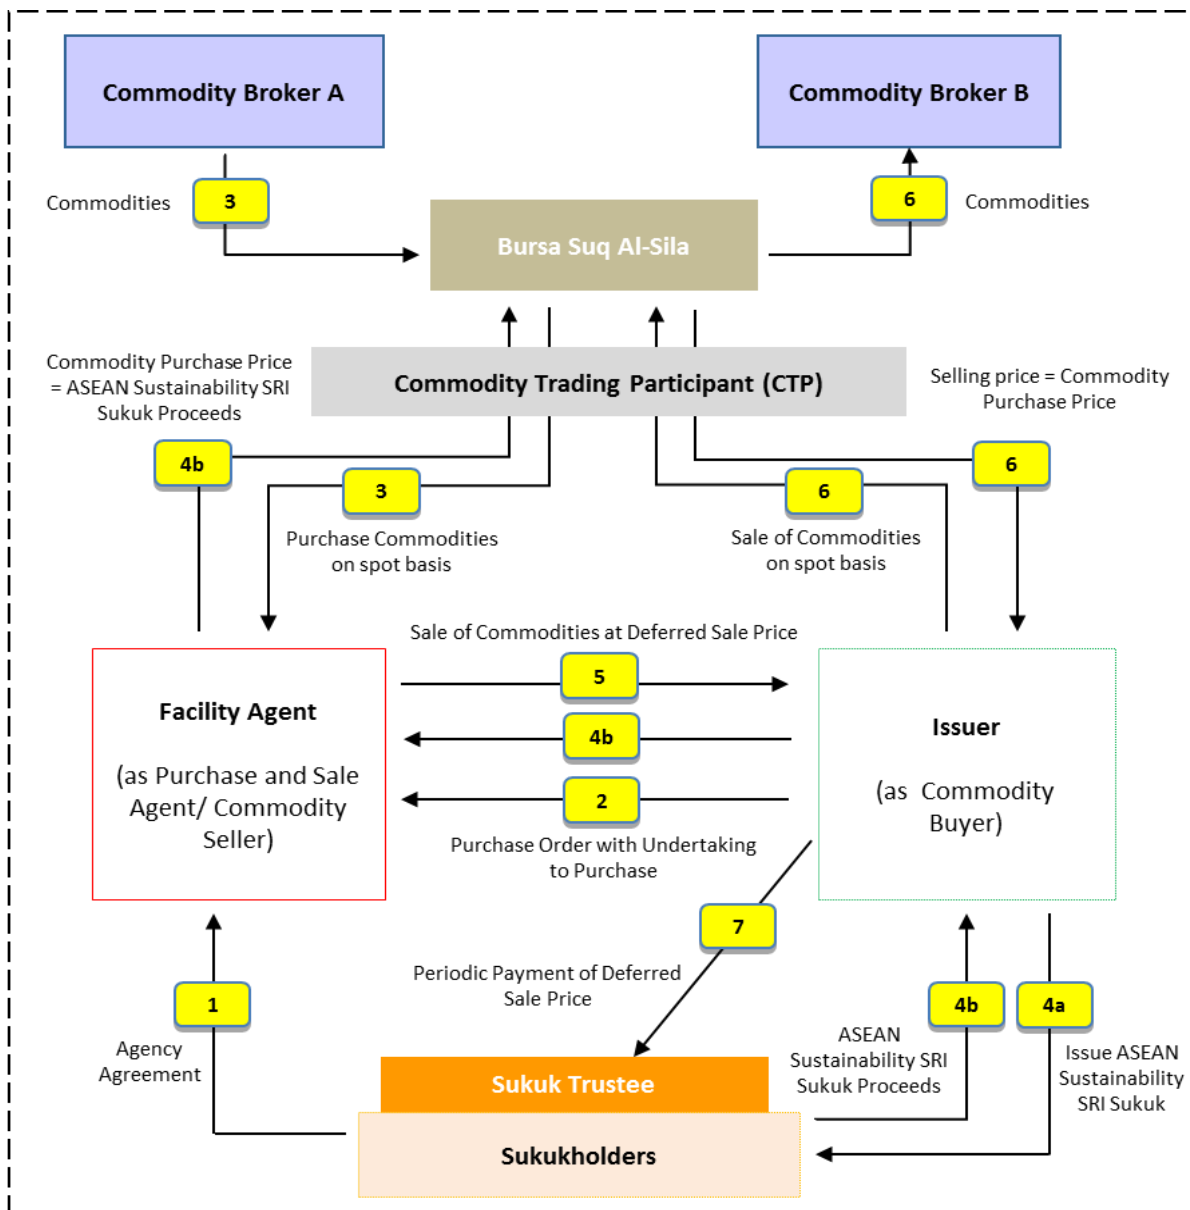 Commodity Broker A
Commodity Broker B
Commodities
3
6
Commodities
Bursa Suq Al-Sila
Commodity Purchase Price
= ASEAN Sustainability SRI
Sukuk Proceeds
Commodity Trading Participant (CTP)
Selling price = Commodity
Purchase Price
4b
3
6
6
Purchase Commodities
on spot basis
Sale of Commodities
on spot basis
Sale of Commodities at Deferred Sale Price
5
4b
2
Purchase Order with Undertaking
to Purchase
Facility Agent
(as Purchase and Sale
Agent/ Commodity
Seller)
Issuer
(as Commodity
Buyer)
7
Periodic Payment of Deferred
Sale Price
1
Agency
Agreement
4b
4a
ASEAN
Sustainability SRI
Sukuk Proceeds
Issue ASEAN
Sustainability
SRI Sukuk
Sukuk Trustee
Sukukholders